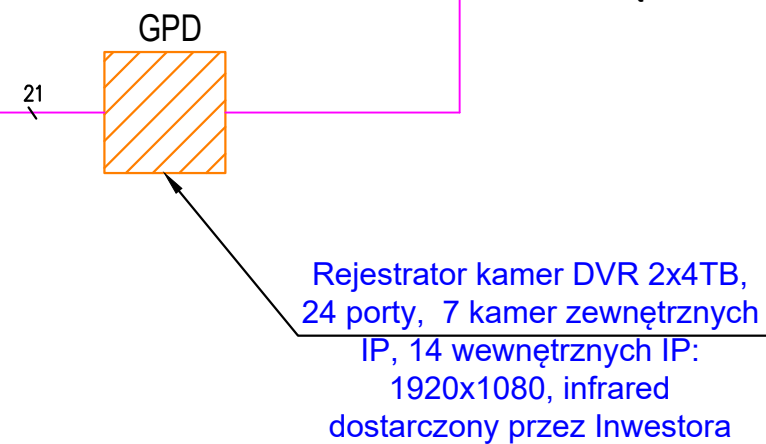 GPD
21
Rejestrator kamer DVR 2x4TB,
24 porty, 7 kamer zewnętrznych
IP, 14 wewnętrznych IP:
1920x1080, infrared
dostarczony przez Inwestora